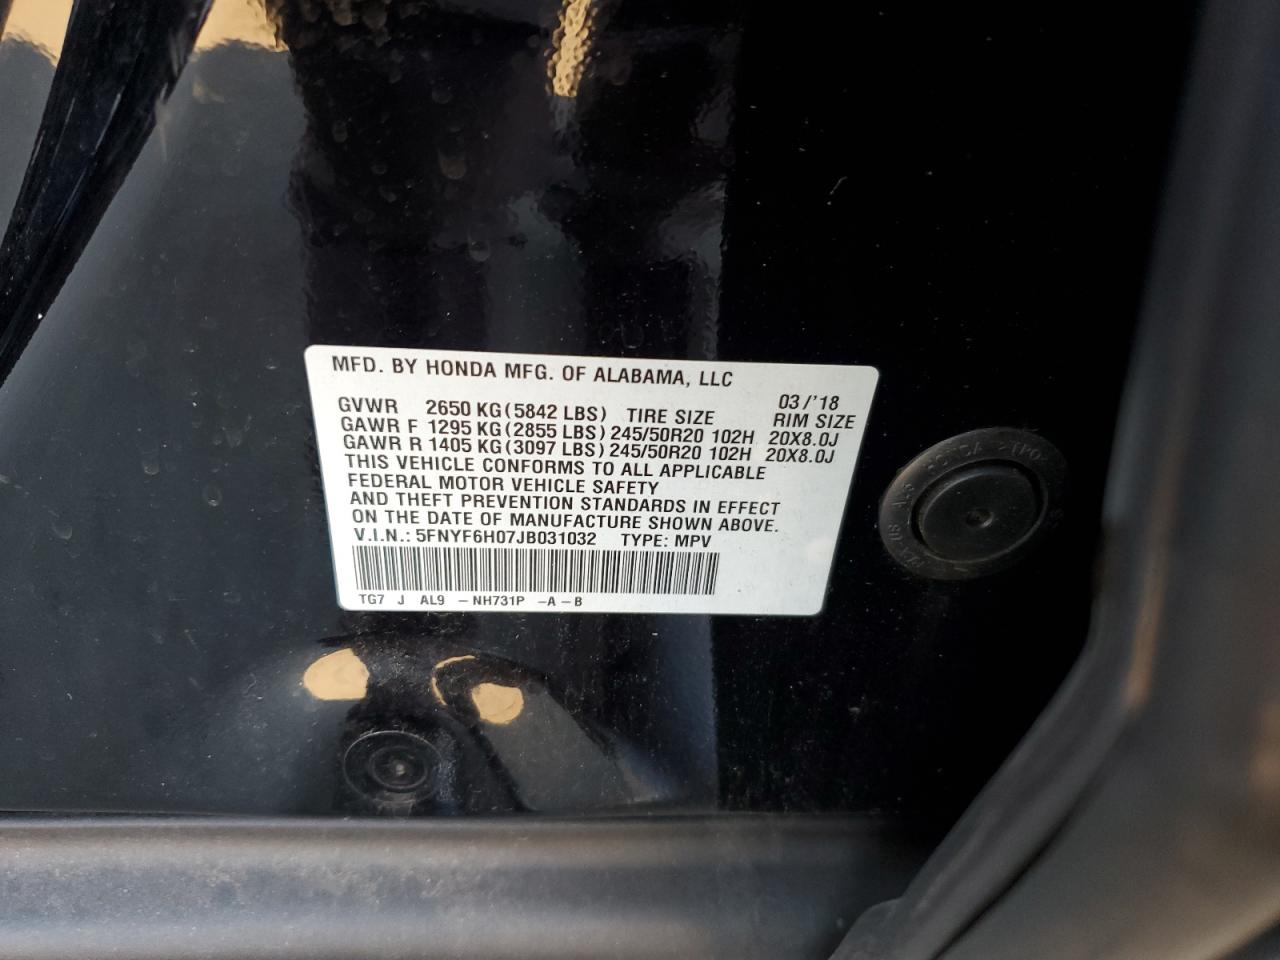 MFD. BY HONDA MFG. OF ALABAMA, LLC
03/'18
GVWR 2650 KG(5842 LBS) TIRE SIZE RIM SIZE
GAWR F 1295 KG(2855 LBS) 245/50R20 102H 20X8.0J
GAWR R 1405 KG(3097 LBS) 245/50R20 102H 20X8.0J
THIS VEHICLE CONFORMS TO ALL APPLICABLE
FEDERAL MOTOR VEHICLE SAFETY
AND THEFT PREVENTION STANDARDS IN EFFECT
ON THE DATE OF MANUFACTURE SHOWN ABOVE.
V.I.N.: 5FNYF6H07JB031032 TYPE: MPV
TG7 J AL9 -NH731P -A-B
HONDA